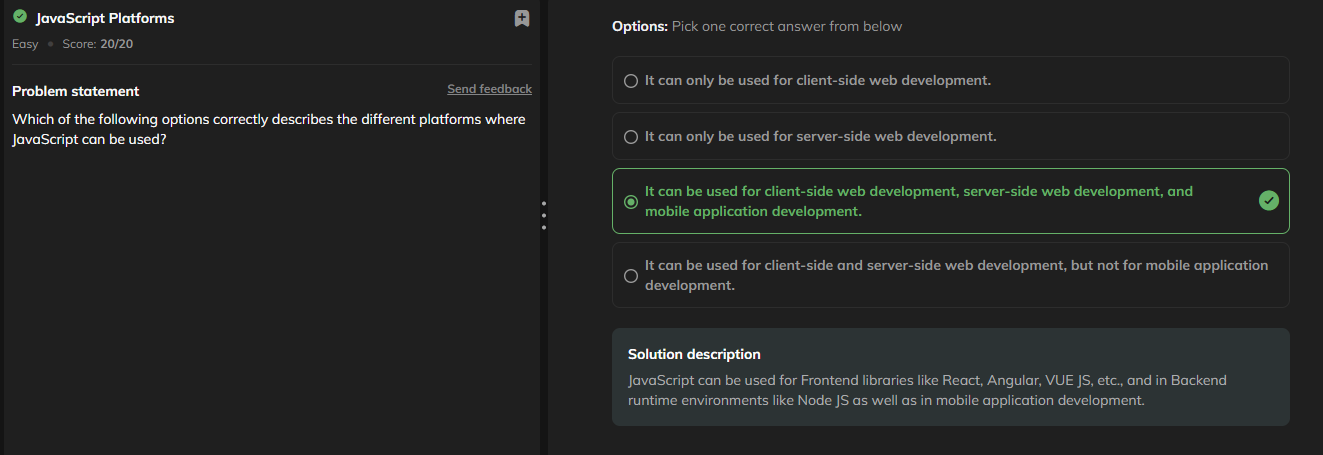 JavaScript Platforms
Easy • Score: 20/20
Problem statement
Send feedback
Which of the following options correctly describes the different platforms where
JavaScript can be used?
Options: Pick one correct answer from below
It can only be used for client-side web development.
It can only be used for server-side web development.
It can be used for client-side web development, server-side web development, and
mobile application development.
It can be used for client-side and server-side web development, but not for mobile application
development.
Solution description
JavaScript can be used for Frontend libraries like React, Angular, VUE JS, etc., and in Backend
runtime environments like Node JS as well as in mobile application development.